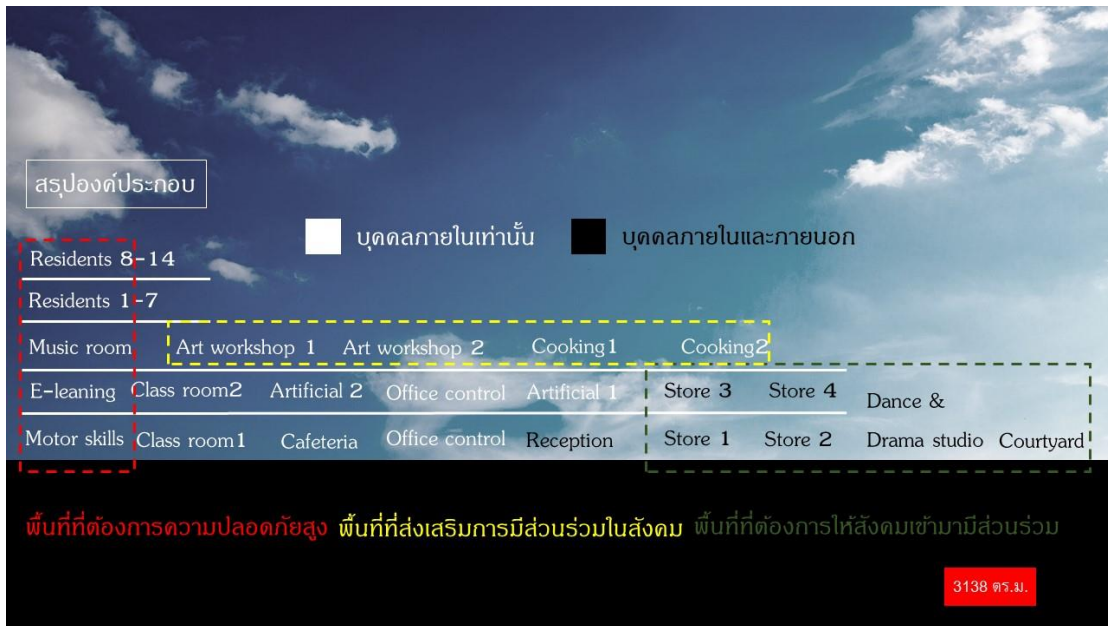 สรุปองค์ประกอบ
บุคคลภายในเท่านั้น บุคคลภายในและภายนอก
Residents 8-14
Residents 1-7
Music room Art workshop 1 Art workshop 2 Cooking1 Cooking2
E-leaning Class room2 Artificial 2 Office control Artificial 1 Store 3 Store 4 Dance &
Motor skills Class room1 Cafeteria Office control Reception Store 1 Store 2 Drama studio Courtyard
พื้นที่ที่ต้องการความปลอดภัยสูง พื้นที่ที่ส่งเสริมการมีส่วนร่วมในสังคม พื้นที่ที่ต้องการให้สังคมเข้ามามีส่วนร่วม
3138 ตร.ม.